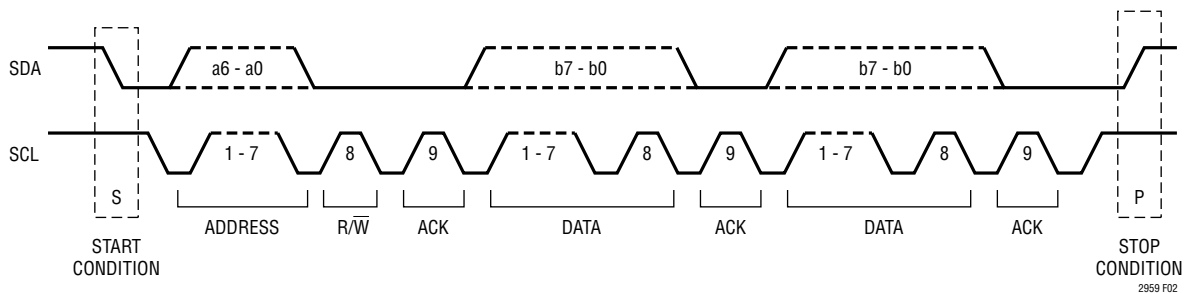 SDA
a6 - a0
b7 - b0
b7 - b0
SCL
1 - 7
8
9
1 - 7
8
9
1 - 7
8
9
S
P
ADDRESS
R/W̅
ACK
DATA
ACK
DATA
ACK
START
CONDITION
STOP
CONDITION
2959 F02